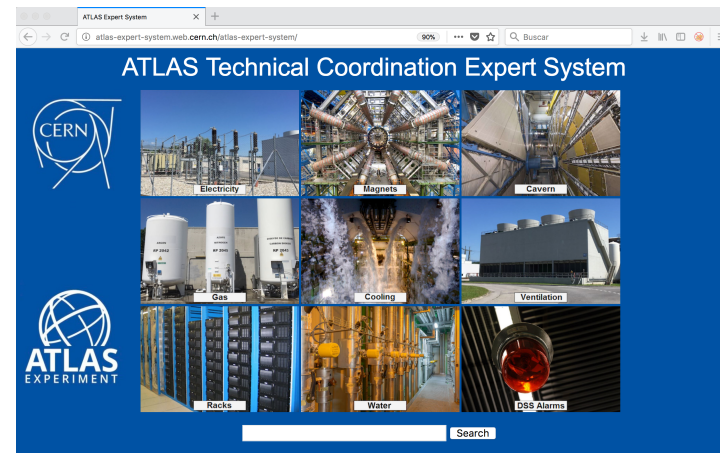 ATLAS Expert System
atlas-expert-system.web.cern.ch/atlas-expert-system/
90%
Buscar
ATLAS Technical Coordination Expert System
CERN
Electricity
Magnets
Cavern
Gas
Cooling
Ventilation
ATLAS
EXPERIMENT
Racks
Water
DSS Alarms
Search